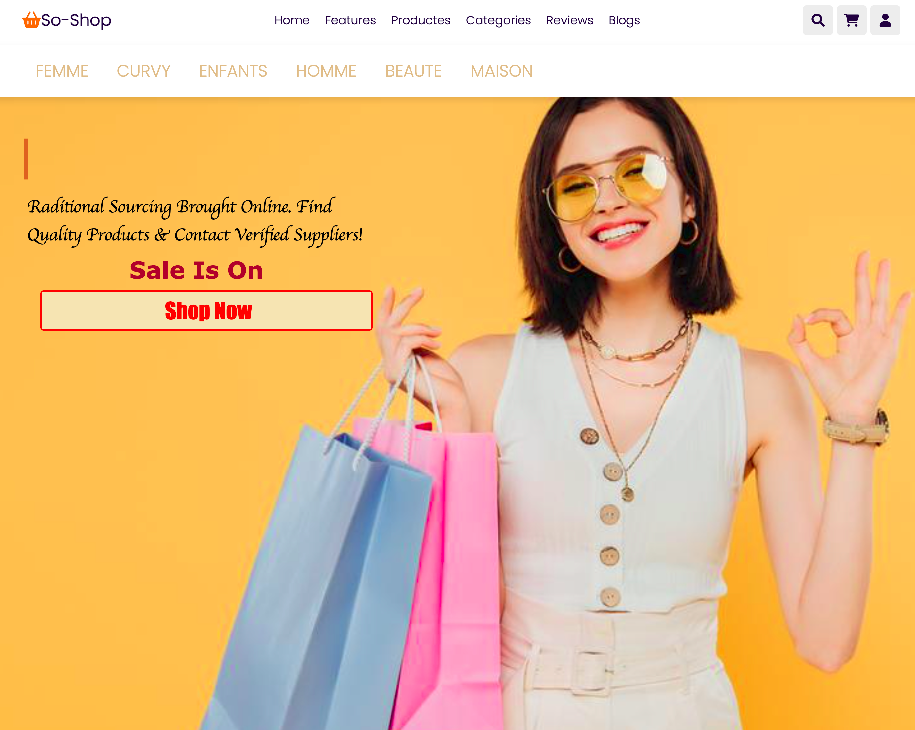 So-Shop
Home Features Productes Categories Reviews Blogs
FEMME CURVY ENFANTS HOMME BEAUTE MAISON
Raditional Sourcing Brought Online. Find
Quality Products & Contact Verified Suppliers!
Sale Is On
Shop Now